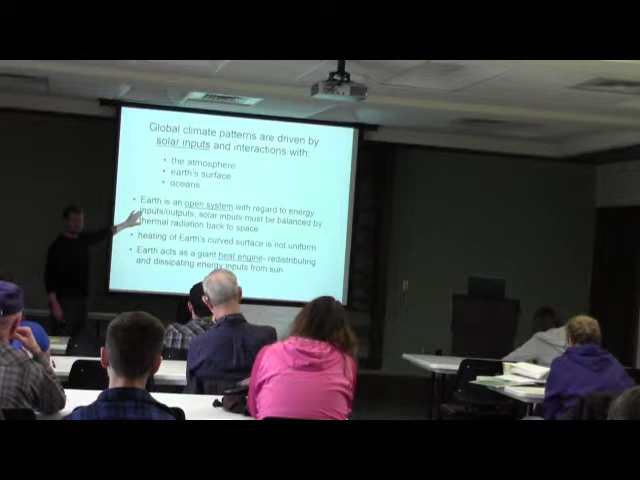 Global climate patterns are driven by
solar inputs and interactions with:
• the atmosphere
• earth's surface
• oceans
• Earth is an open system with regard to energy
inputs/outputs, solar inputs must be balanced by
thermal radiation back to space
• heating of Earth's curved surface is not uniform
• Earth acts as a giant heat engine- redistributing
and dissipating energy inputs from sun